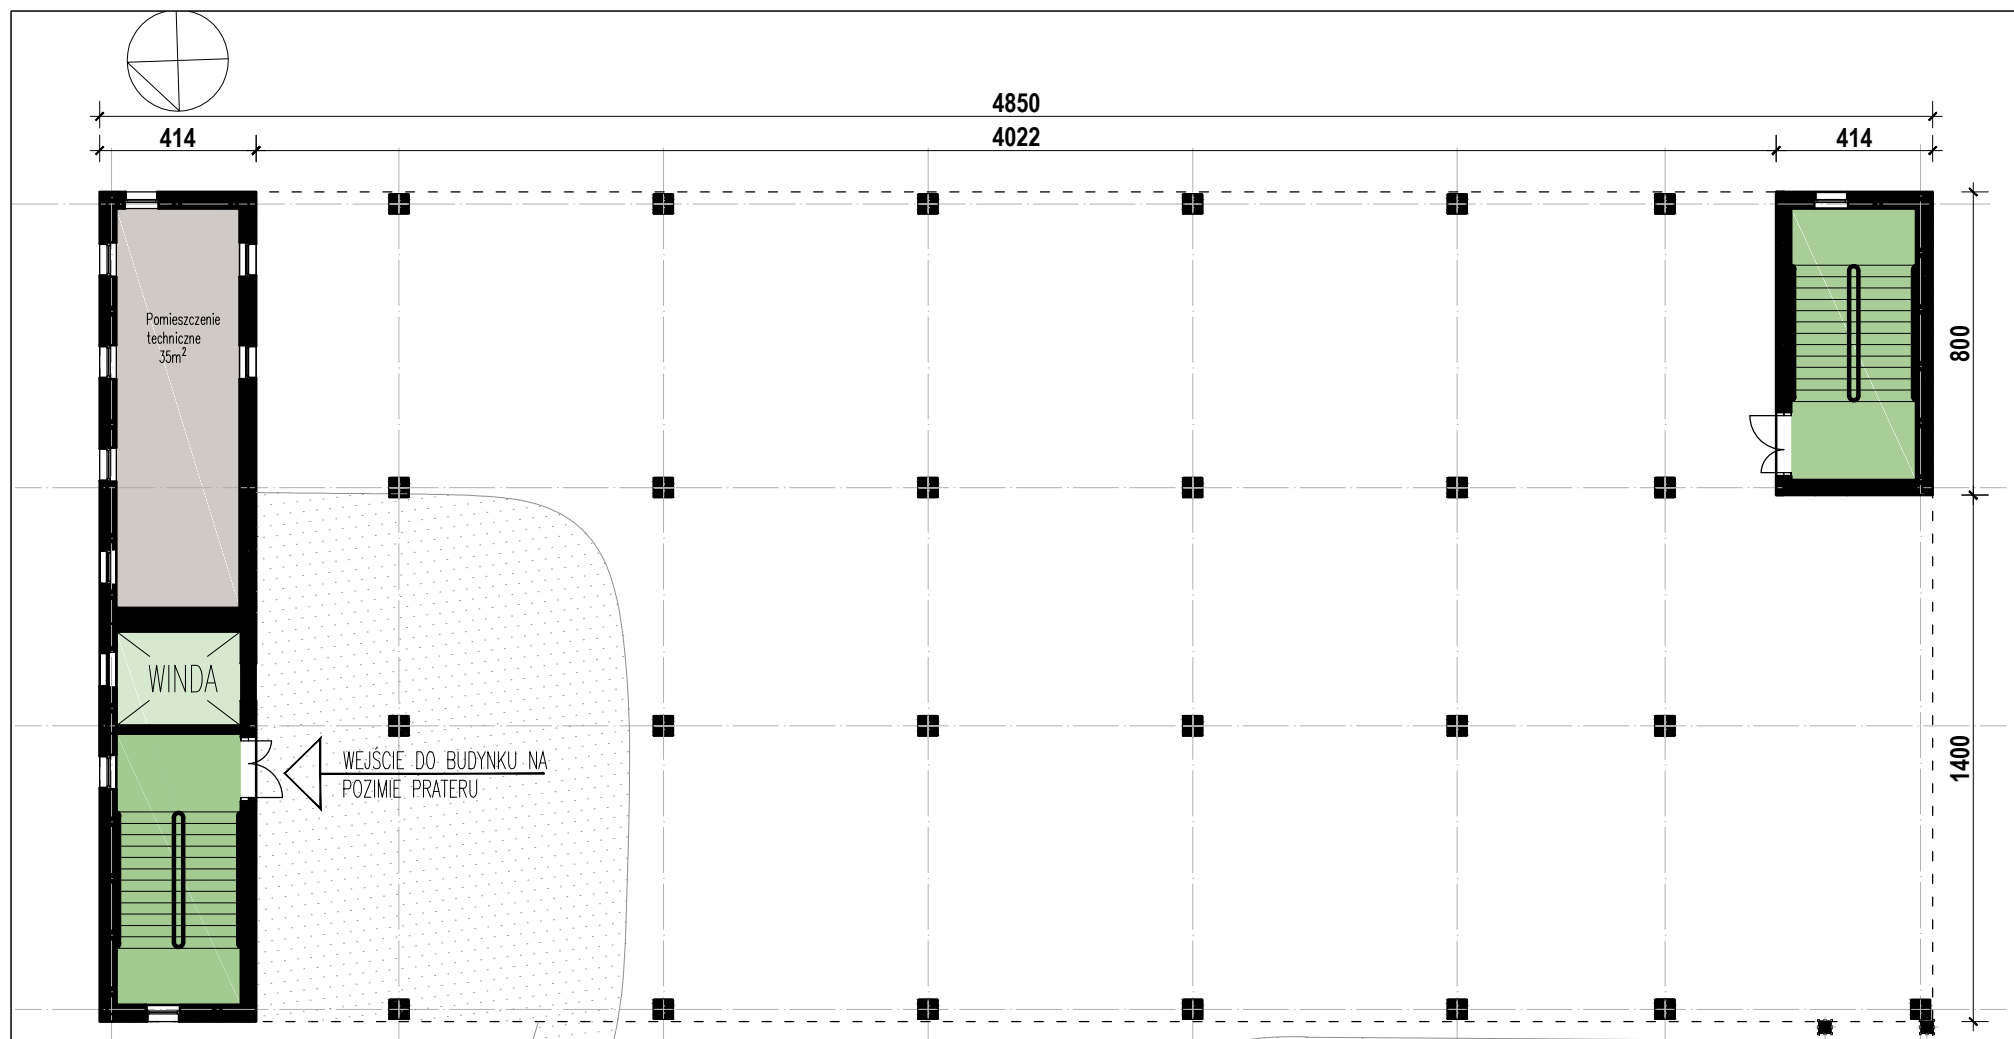 4850
414
4022
414
Pomieszczenie
techniczne
35m²
800
WINDA
WEJŚCIE DO BUDYNKU NA
POZIMIE PRATERU
1400